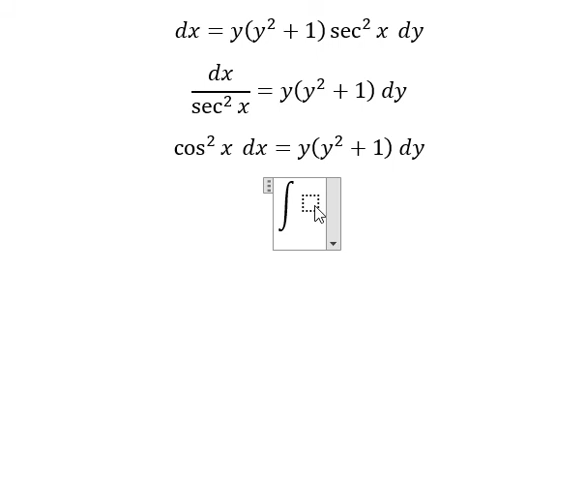 dx = y(y² + 1) sec² x dy
dx/sec² x = y(y² + 1) dy
cos² x dx = y(y² + 1) dy
∫